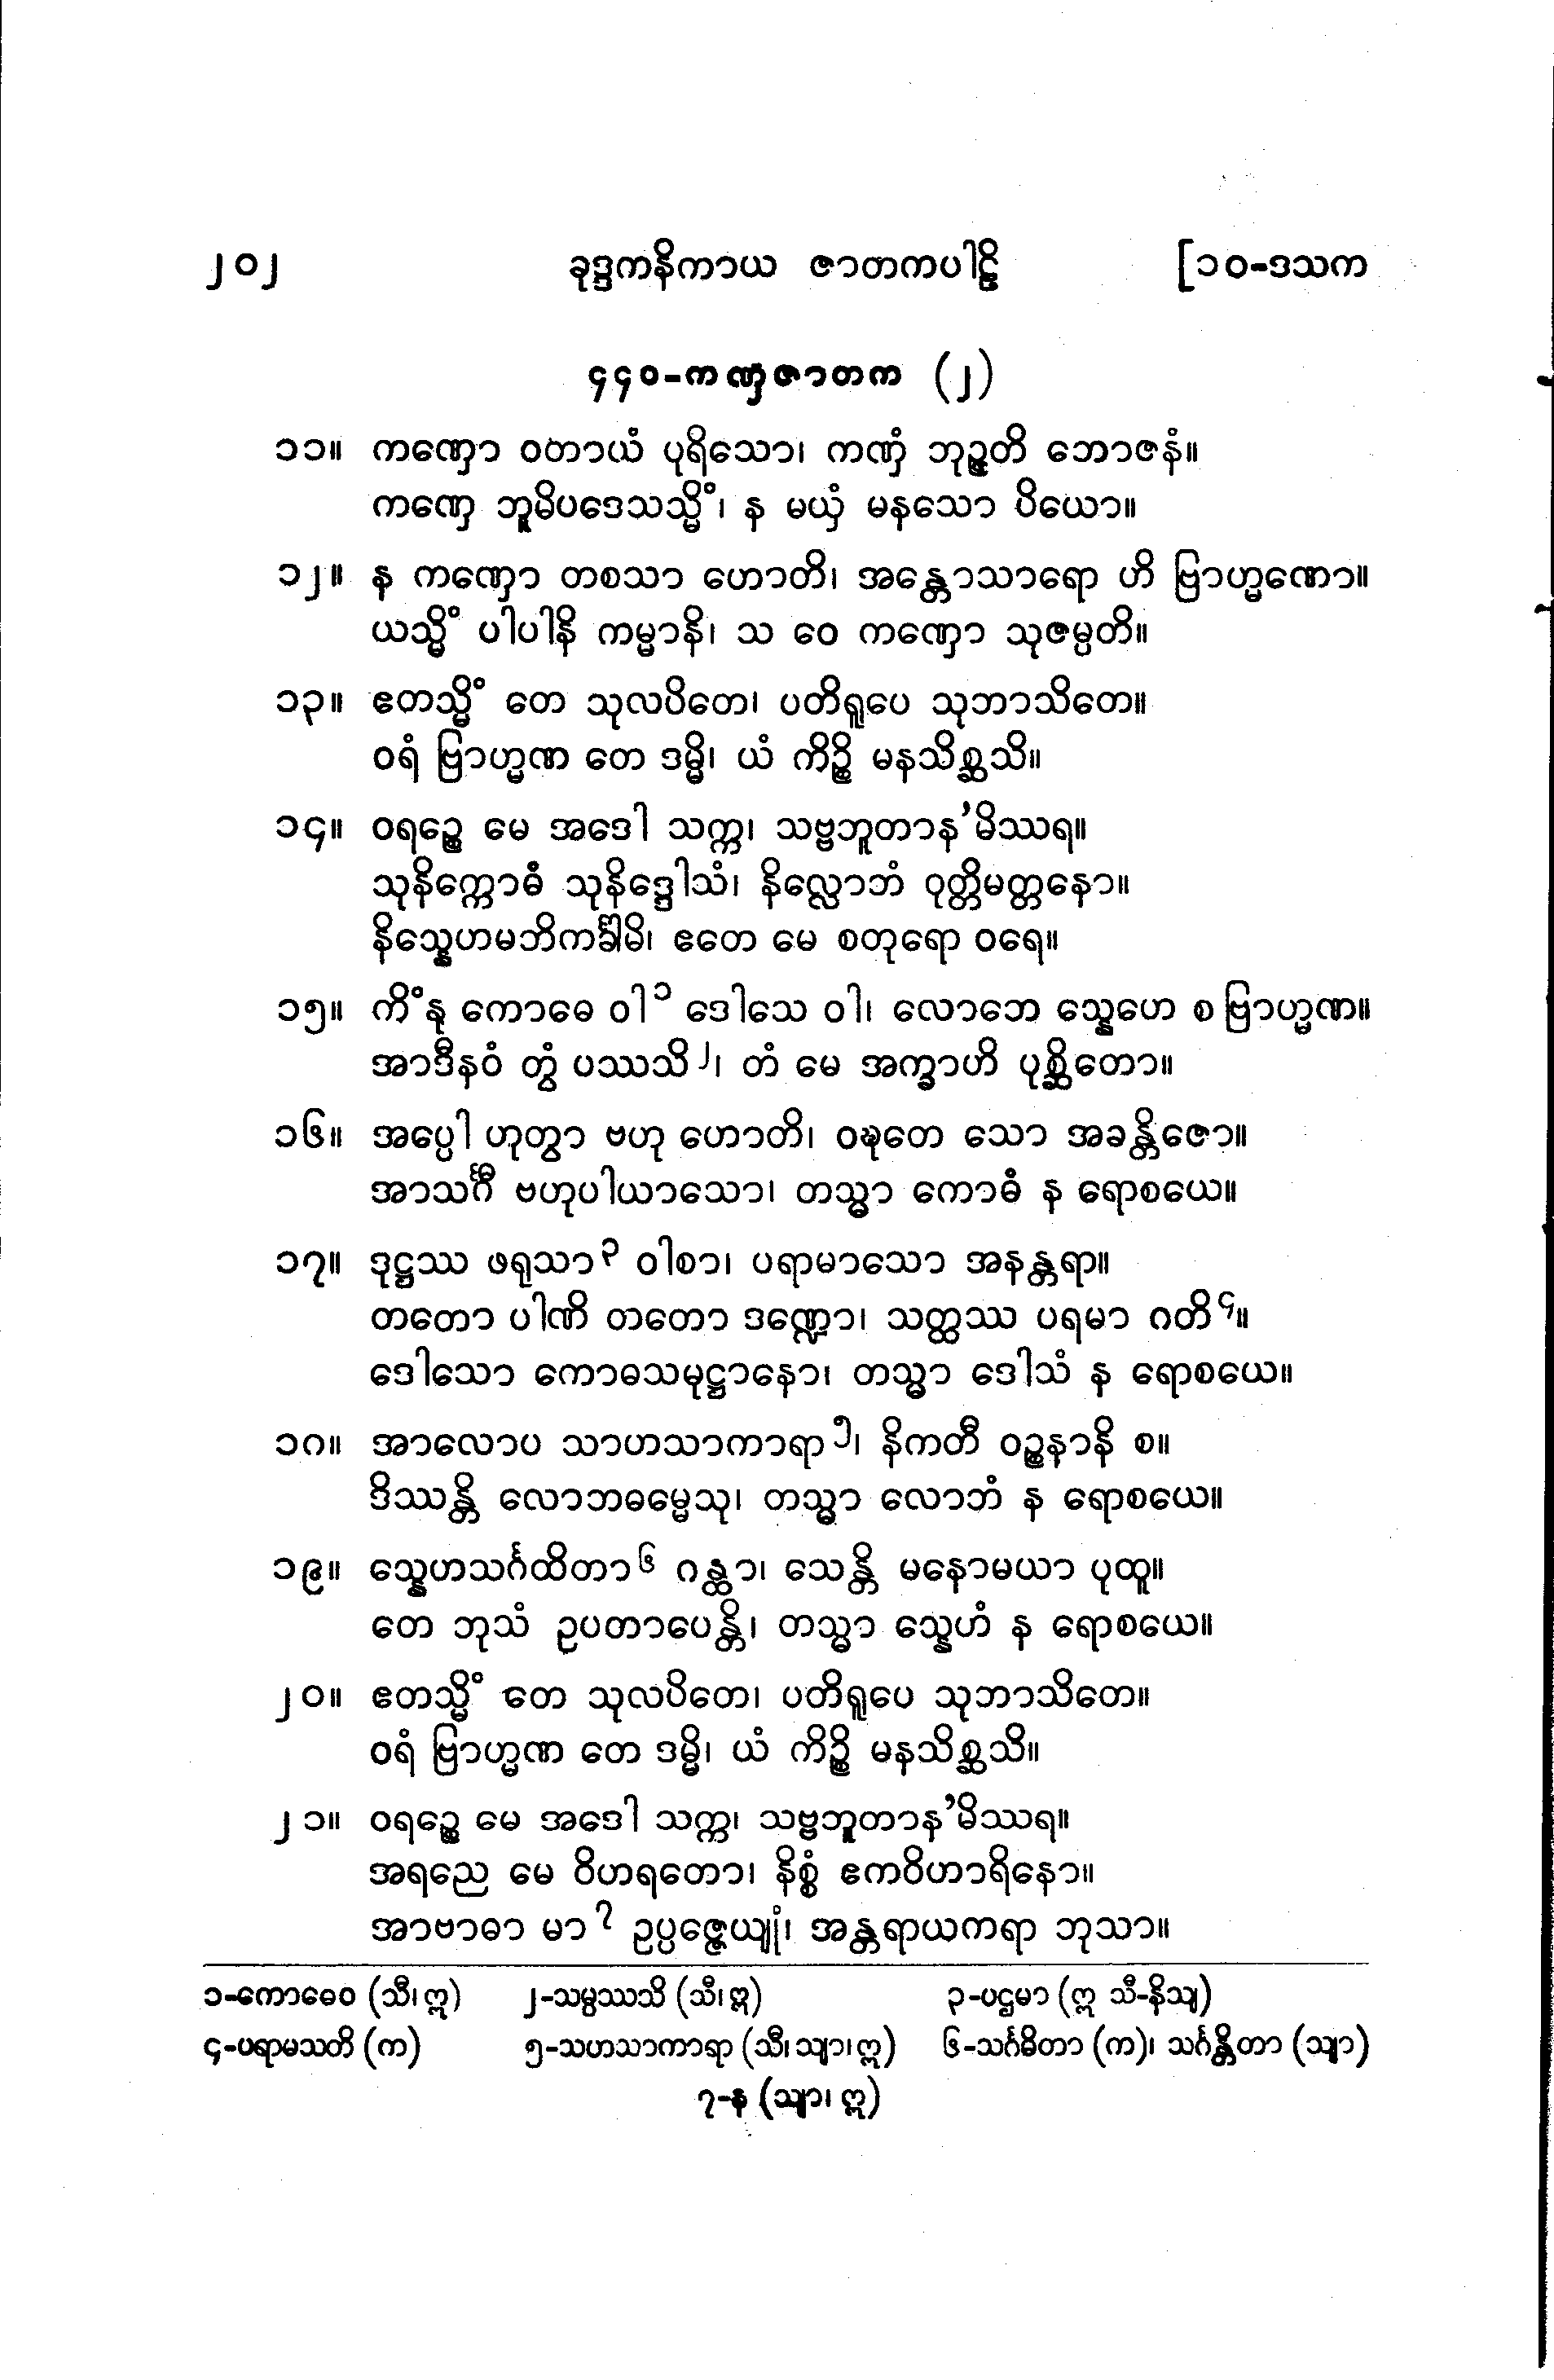 ၂၀၂ ခုဒ္ဒကနိကာယ ဇာတကပါဠိ [၁၀-ဒသက
၄၄၀-ကဏှဇာတက (၂)
၁၁။ ကဏှော ဝတာယံ ပုရိသော၊ ကဏှံ ဘုဉ္ဇတိ ဘောဇနံ။
ကဏှေ ဘူမိပဒေသသ္မိံ၊ န မယှံ မနသော ပိယော။
၁၂။ န ကဏှော တစသာ ဟောတိ၊ အန္တောသာရော ဟိ ဗြာဟ္မဏော။
ယသ္မိံ ပါပါနိ ကမ္မာနိ၊ သ ဝေ ကဏှော သုဇမ္ပတိ။
၁၃။ ဧတသ္မိံ တေ သုလပိတေ၊ ပတိရူပေ သုဘာသိတေ။
ဝရံ ဗြာဟ္မဏ တေ ဒမ္မိ၊ ယံ ကိဉ္စိ မနသိစ္ဆသိ။
၁၄။ ဝရဉ္စေ မေ အဒေါ သက္က၊ သဗ္ဗဘူတာန’မိဿရ။
သုနိက္ကောဓံ သုနိဒ္ဒေါသံ၊ နိလ္လောဘံ ဝုတ္တိမတ္တနော။
နိသ္နေဟမဘိကင်္ခါမိ၊ ဧတေ မေ စတုရော ဝရေ။
၁၅။ ကိံနု ကောဓေ ဝါ၁ ဒေါသေ ဝါ၊ လောဘေ သ္နေဟေ စ ဗြာဟ္မဏ။
အာဒီနဝံ တွံ ပဿသိ၂၊ တံ မေ အက္ခာဟိ ပုစ္ဆိတော။
၁၆။ အပ္ပေါ ဟုတွာ ဗဟု ဟောတိ၊ ဝဍ္ဎတေ သော အခန္တိဇော။
အာသင်္ဂီ ဗဟုပါယာသော၊ တသ္မာ ကောဓံ န ရောစယေ။
၁၇။ ဒုဋ္ဌဿ ဖရုသာ၃ ဝါစာ၊ ပရာမာသော အနန္တရာ။
တတော ပါဏိ တတော ဒဏ္ဍော၊ သတ္ထဿ ပရမာ ဂတိ၄။
ဒေါသော ကောဓသမုဋ္ဌာနော၊ တသ္မာ ဒေါသံ န ရောစယေ။
၁၈။ အာလောပ သာဟသာကာရာ၅၊ နိကတီ ဝဉ္စနာနိ စ။
ဒိဿန္တိ လောဘဓမ္မေသု၊ တသ္မာ လောဘံ န ရောစယေ။
၁၉။ သ္နေဟသင်္ဂထိတာ၆ ဂန္ထာ၊ သေန္တိ မနောမယာ ပုထူ။
တေ ဘုသံ ဥပတာပေန္တိ၊ တသ္မာ သ္နေဟံ န ရောစယေ။
၂၀။ ဧတသ္မိံ တေ သုလပိတေ၊ ပတိရူပေ သုဘာသိတေ။
ဝရံ ဗြာဟ္မဏ တေ ဒမ္မိ၊ ယံ ကိဉ္စိ မနသိစ္ဆသိ။
၂၁။ ဝရဉ္စေ မေ အဒေါ သက္က၊ သဗ္ဗဘူတာန’မိဿရ။
အရညေ မေ ဝိဟရတော၊ နိစ္စံ ဧကဝိဟာရိနော။
အာဗာဓာ မာ၇ ဥပ္ပဇ္ဇေယျုံ၊ အန္တရာယကရာ ဘုသာ။
၁-ကောဓေဝ (သီ၊ဣ) ၂-သမ္ပဿသိ (သီ၊ဣ) ၃-ပဌမာ (ဣ သီ-နိသျ)
၄-ပရာမသတိ (က) ၅-သဟသာကာရာ (သီ၊သျာ၊ဣ) ၆-သင်္ဂဓိတာ (က)၊ သင်္ဂန္တိတာ (သျာ)
၇-န (သျာ၊ ဣ)